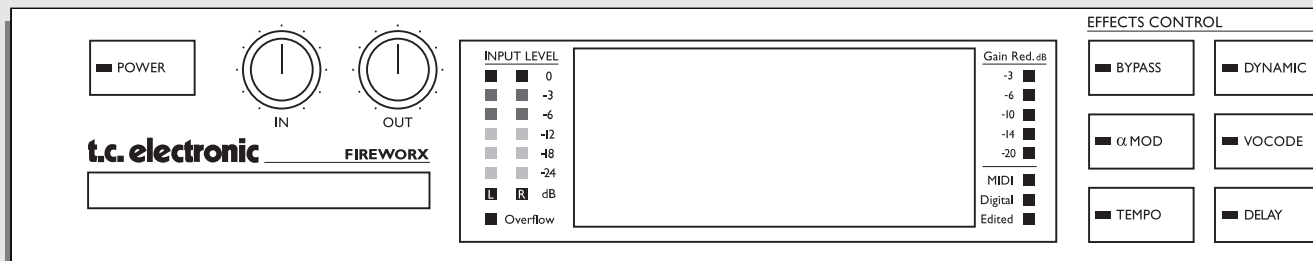 EFFECTS CONTROL
POWER
IN
OUT
t.c. electronic FIREWORX
INPUT LEVEL
0
-3
-6
-12
-18
-24
L R dB
Overflow
Gain Red. dB
-3
-6
-10
-14
-20
MIDI
Digital
Edited
BYPASS
DYNAMIC
α MOD
VOCODE
TEMPO
DELAY